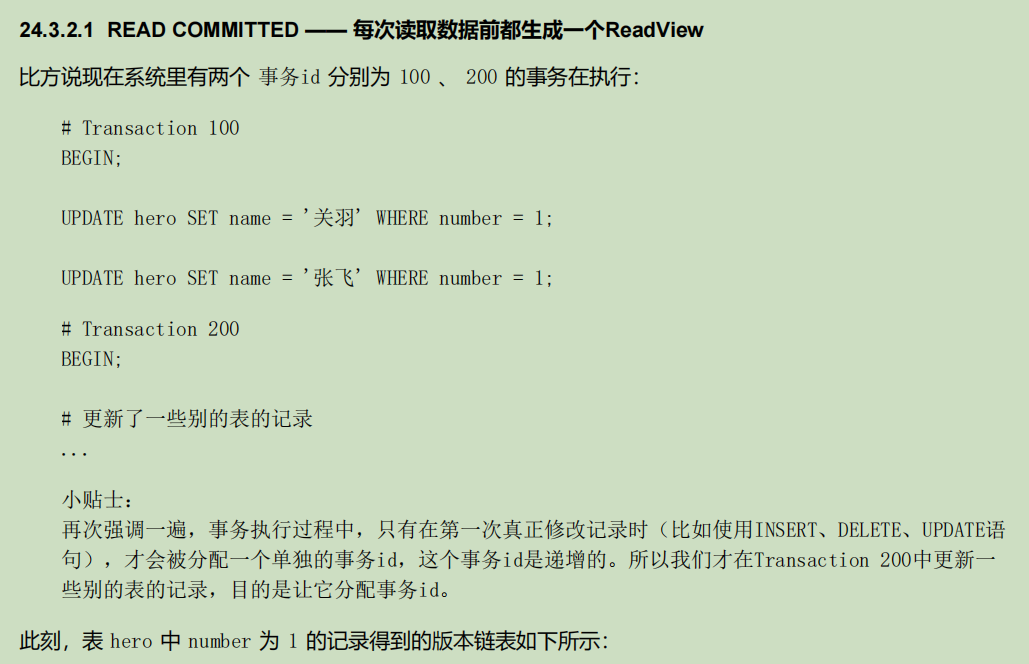 24.3.2.1 READ COMMITTED —— 每次读取数据前都生成一个ReadView
比方说现在系统里有两个 事务id 分别为 100 、 200 的事务在执行：
# Transaction 100
BEGIN;
UPDATE hero SET name = '关羽' WHERE number = 1;
UPDATE hero SET name = '张飞' WHERE number = 1;
# Transaction 200
BEGIN;
# 更新了一些别的表的记录
...
小贴士：
再次强调一遍，事务执行过程中，只有在第一次真正修改记录时（比如使用INSERT、DELETE、UPDATE语
句），才会被分配一个单独的事务id，这个事务id是递增的。所以我们才在Transaction 200中更新一
些别的表的记录，目的是让它分配事务id。
此刻，表 hero 中 number 为 1 的记录得到的版本链表如下所示：